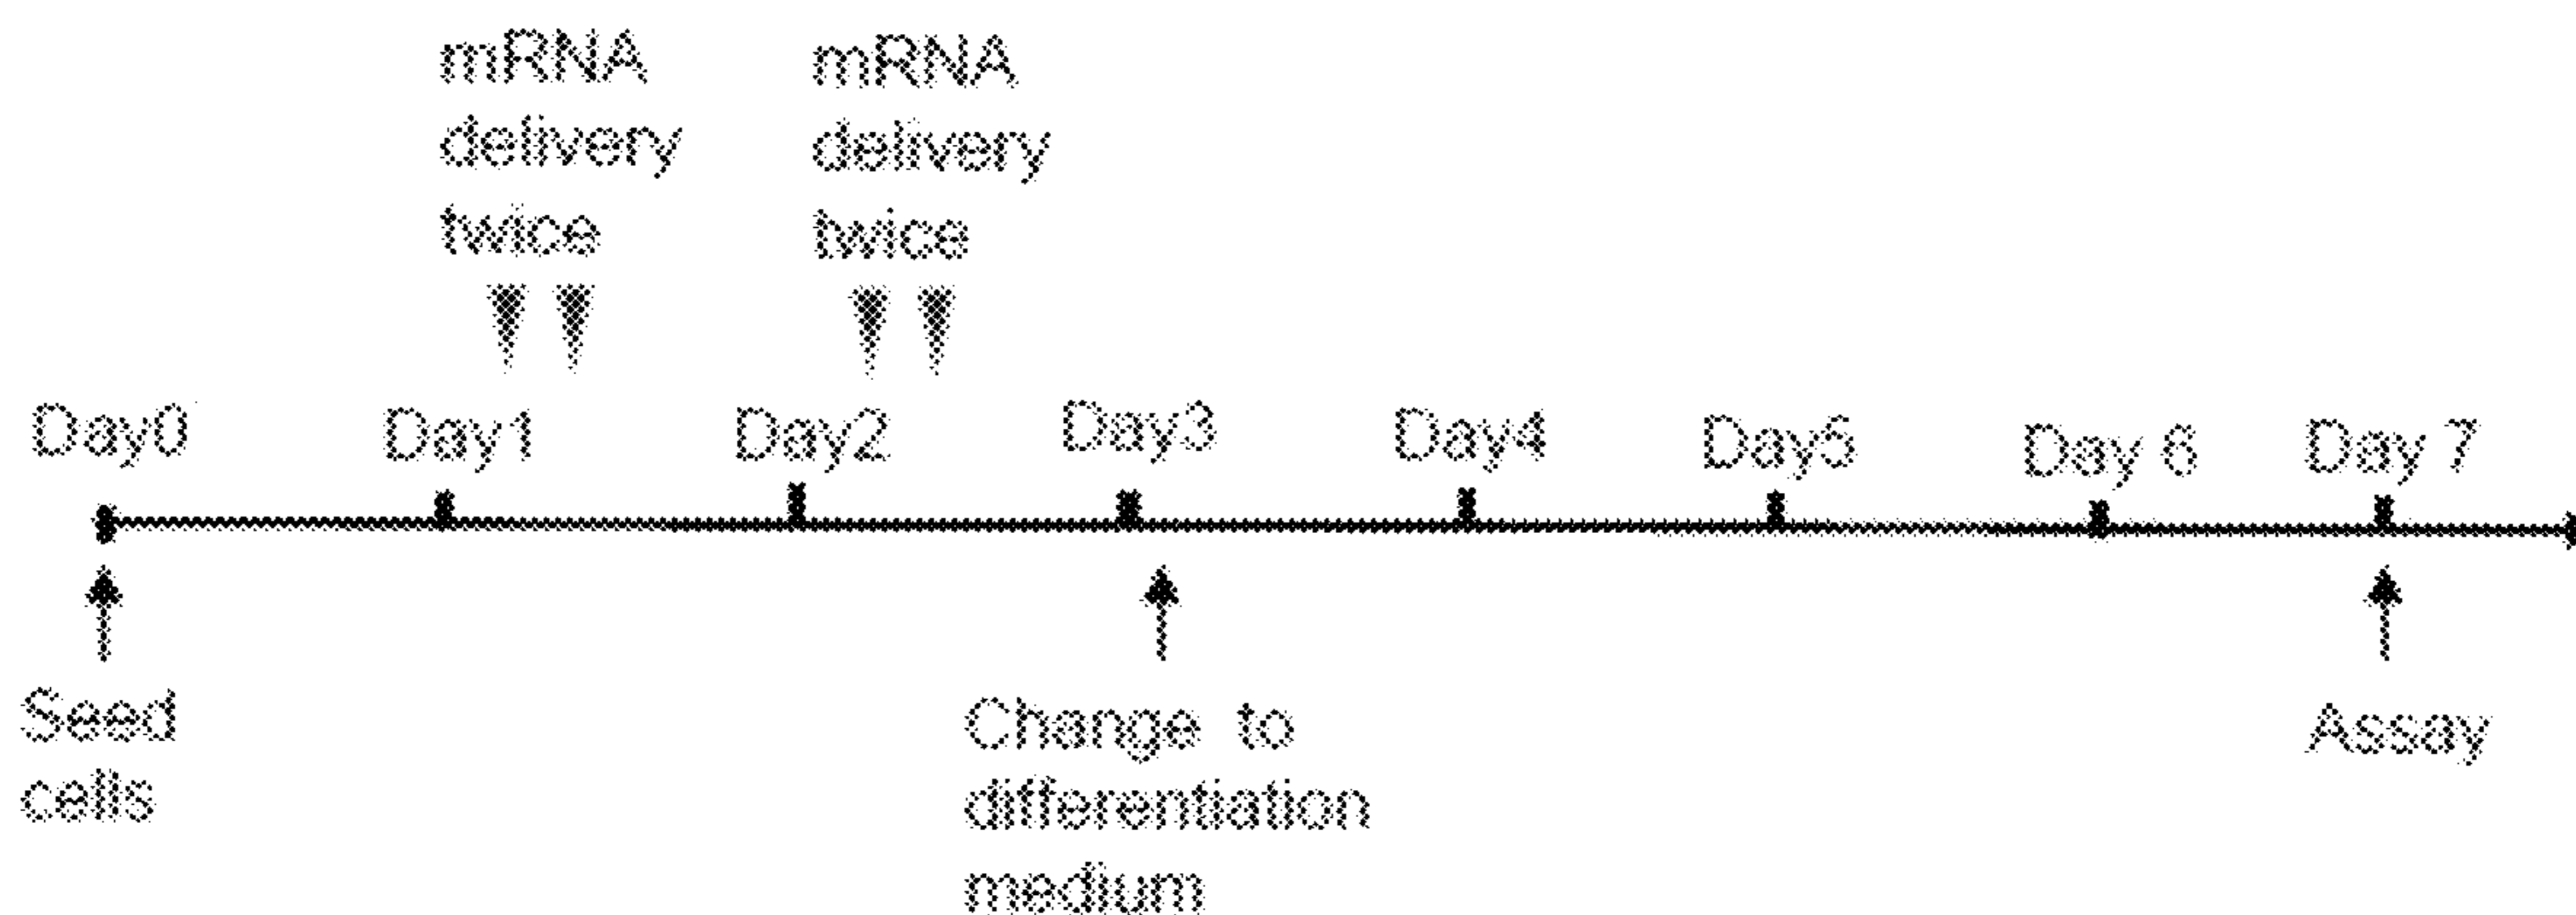 mRNA
delivery
twice
mRNA
delivery
twice
Day0
Day1
Day2
Day3
Day4
Day5
Day 6
Day 7
Seed
cells
Change to
differentiation
medium
Assay